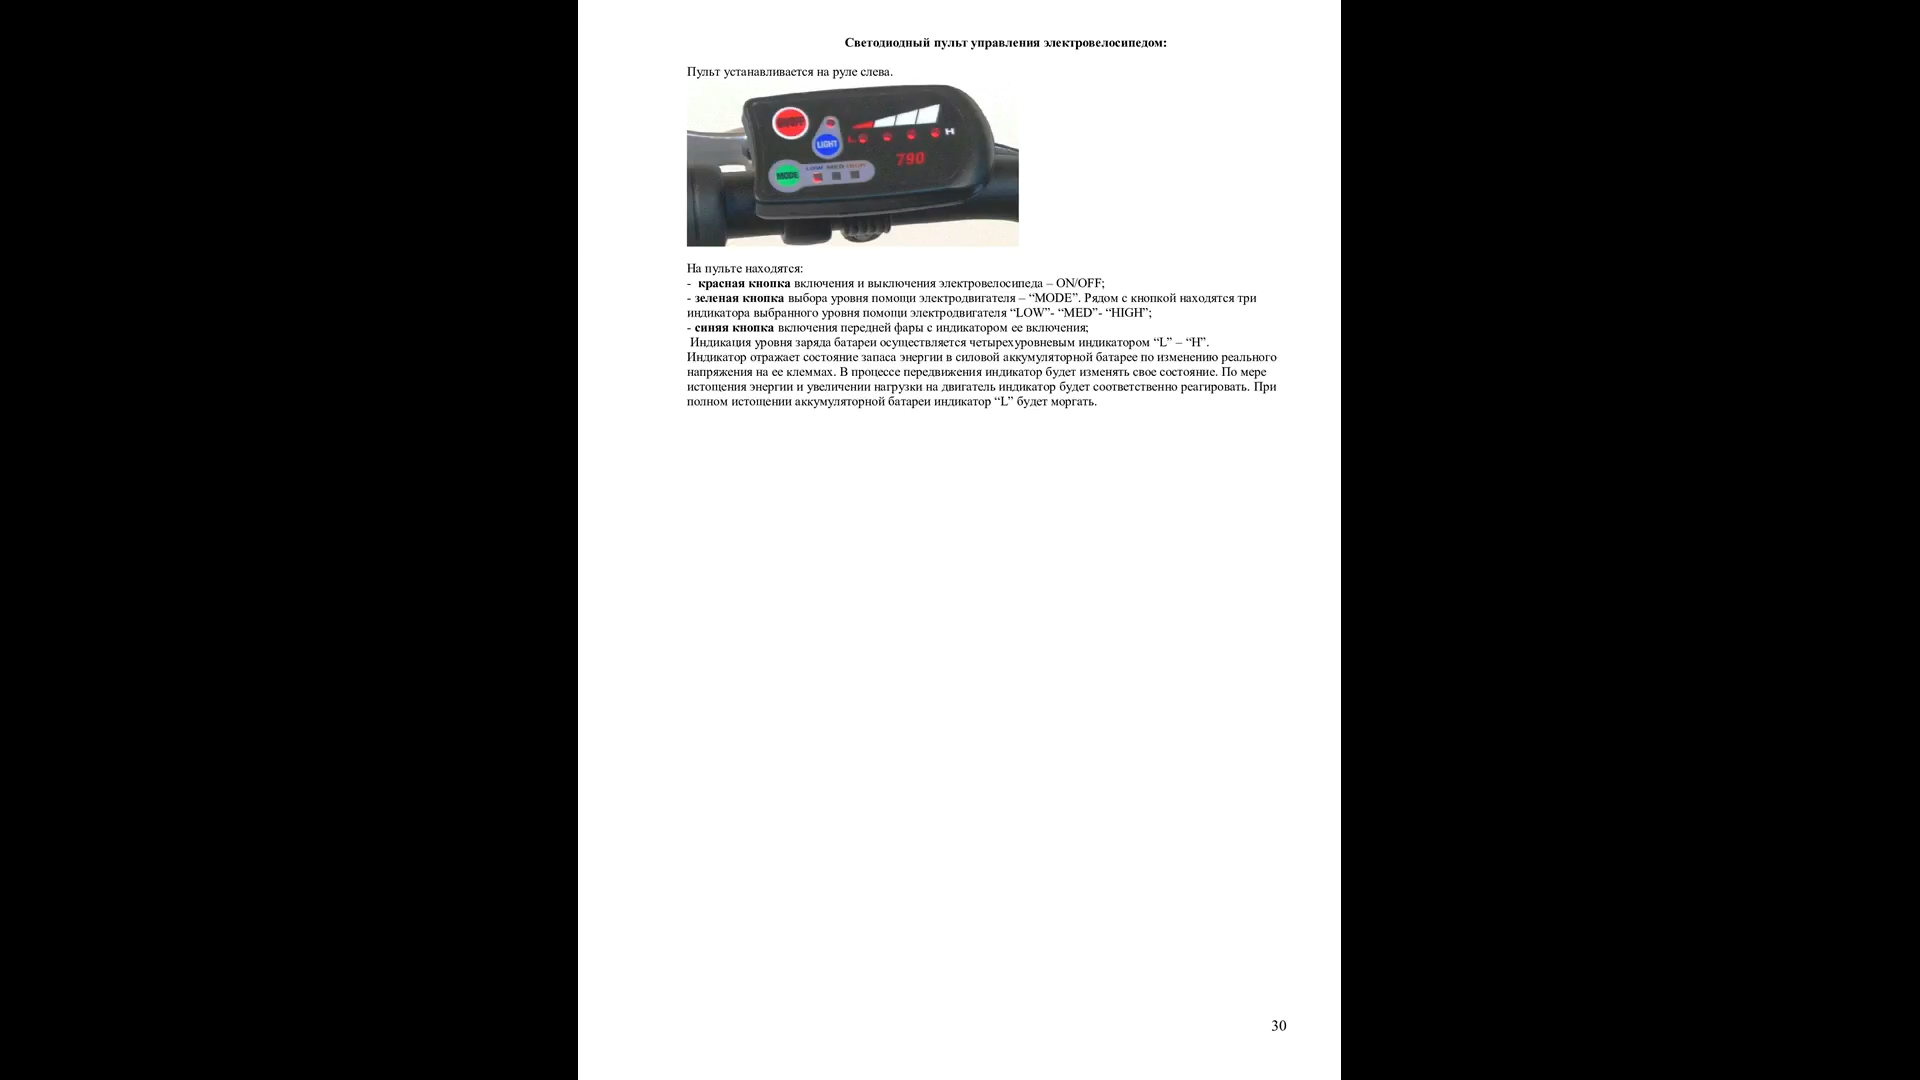 Светодиодный пульт управления электровелосипедом:
Пульт устанавливается на руле слева.
ON/OFF
LIGHT
L H
790
LOW MED HIGH
MODE
На пульте находятся:
- красная кнопка включения и выключения электровелосипеда – ON/OFF;
- зеленая кнопка выбора уровня помощи электродвигателя – “MODE”. Рядом с кнопкой находятся три
индикатора выбранного уровня помощи электродвигателя “LOW”- “MED”- “HIGH”;
- синяя кнопка включения передней фары с индикатором ее включения;
Индикация уровня заряда батареи осуществляется четырехуровневым индикатором “L” – “H”.
Индикатор отражает состояние запаса энергии в силовой аккумуляторной батарее по изменению реального
напряжения на ее клеммах. В процессе передвижения индикатор будет изменять свое состояние. По мере
истощения энергии и увеличении нагрузки на двигатель индикатор будет соответственно реагировать. При
полном истощении аккумуляторной батареи индикатор “L” будет моргать.
30